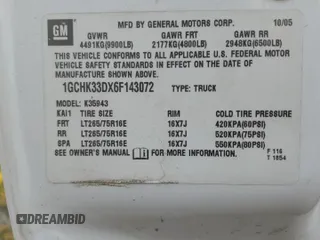 GM
MFD BY GENERAL MOTORS CORP. 10/05
GVWR GAWR FRT GAWR RR
4491KG(9900LB) 2177KG(4800LB) 2948KG(6500LB)
THIS VEHICLE CONFORMS TO ALL APPLICABLE U.S. FEDERAL MOTOR
VEHICLE SAFETY STANDARDS IN EFFECT ON THE DATE OF
MANUFACTURE SHOWN ABOVE.
1GCHK33DX6F143072 TYPE: TRUCK
MODEL: K35943
KAI1 TIRE SIZE RIM COLD TIRE PRESSURE
FRT LT265/75R16E 16X7J 420KPA(60PSI)
RR LT265/75R16E 16X7J 520KPA(75PSI)
SPA LT265/75R16E 16X7J 550KPA(80PSI)
SEE OWNER'S MANUAL FOR MORE INFORMATION.
F 116
T 1854
AUTOBIDMASTER